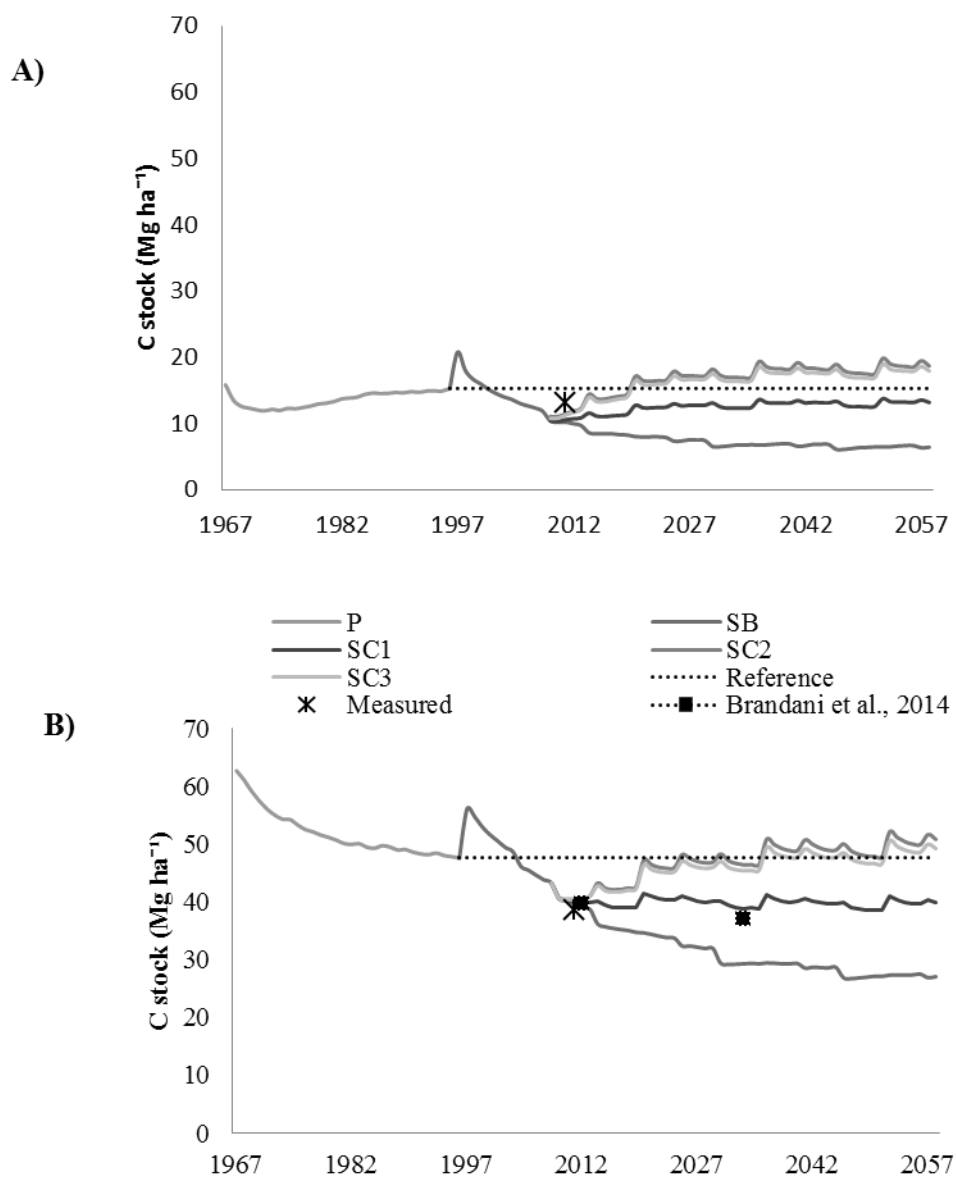 A)
C stock (Mg ha⁻¹)
70
60
50
40
30
20
10
0
1967 1982 1997 2012 2027 2042 2057
P SB
SC1 SC2
SC3 Reference
Measured Brandani et al., 2014
B)
C stock (Mg ha⁻¹)
70
60
50
40
30
20
10
0
1967 1982 1997 2012 2027 2042 2057